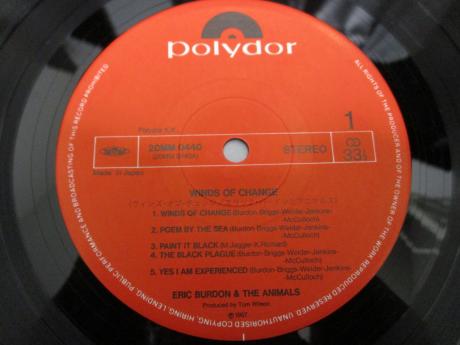 polydor
Polydor K.K.
20MM 0440
(20MM 0440A)
STEREO
1
33⅓
Made in Japan
WINDS OF CHANGE
1. WINDS OF CHANGE (Burdon-Briggs-Weider-Jenkins-
-McCulloch)
2. POEM BY THE SEA (Burdon-Briggs-Weider-Jenkins-
-McCulloch)
3. PAINT IT BLACK (M.Jagger-K.Richard)
4. THE BLACK PLAGUE (Burdon-Briggs-Weider-Jenkins-
-McCulloch)
5. YES I AM EXPERIENCED (Burdon-Briggs-Weider-Jenkins-
-McCulloch)
ERIC BURDON & THE ANIMALS
Produced by Tom Wilson
℗1967
ALL RIGHTS OF THE PRODUCER AND OF THE OWNER OF THE WORK REPRODUCED RESERVED. UNAUTHORISED COPYING, HIRING, LENDING, PUBLIC PERFORMANCE AND BROADCASTING OF THIS RECORD PROHIBITED